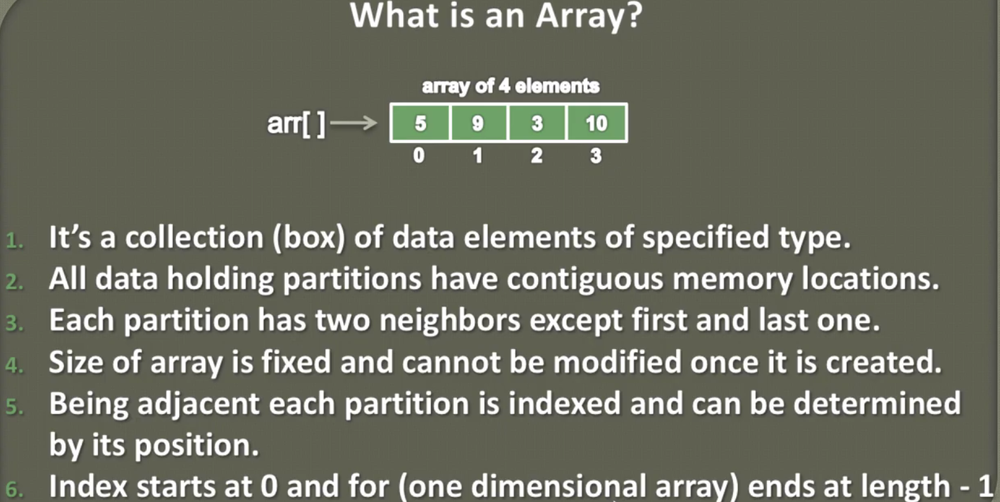 What is an Array?
array of 4 elements
arr[ ]
5 9 3 10
0 1 2 3
1. It’s a collection (box) of data elements of specified type.
2. All data holding partitions have contiguous memory locations.
3. Each partition has two neighbors except first and last one.
4. Size of array is fixed and cannot be modified once it is created.
5. Being adjacent each partition is indexed and can be determined
by its position.
6. Index starts at 0 and for (one dimensional array) ends at length - 1